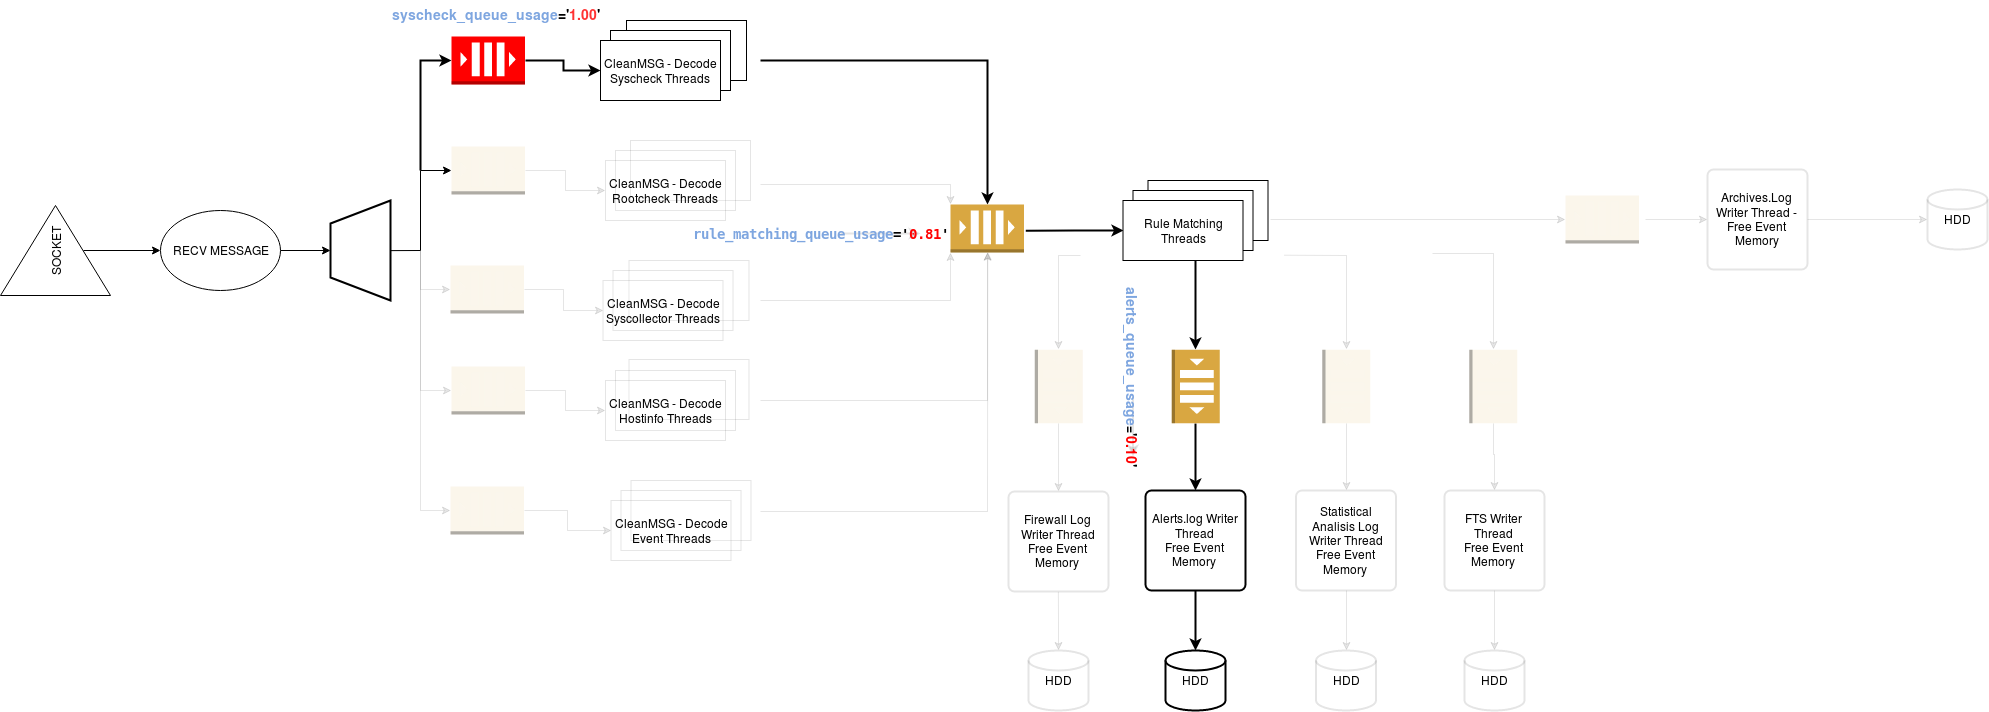 syscheck_queue_usage='1.00'
CleanMSG - Decode
Syscheck Threads
CleanMSG - Decode
Rootcheck Threads
SOCKET
RECV MESSAGE
rule_matching_queue_usage='0.81'
Rule Matching
Threads
Archives.Log
Writer Thread -
Free Event
Memory
HDD
CleanMSG - Decode
Syscollector Threads
alerts_queue_usage='0.10'
CleanMSG - Decode
Hostinfo Threads
CleanMSG - Decode
Event Threads
Firewall Log
Writer Thread
Free Event
Memory
Alerts.log Writer
Thread
Free Event
Memory
Statistical
Analisis Log
Writer Thread
Free Event
Memory
FTS Writer
Thread
Free Event
Memory
HDD
HDD
HDD
HDD